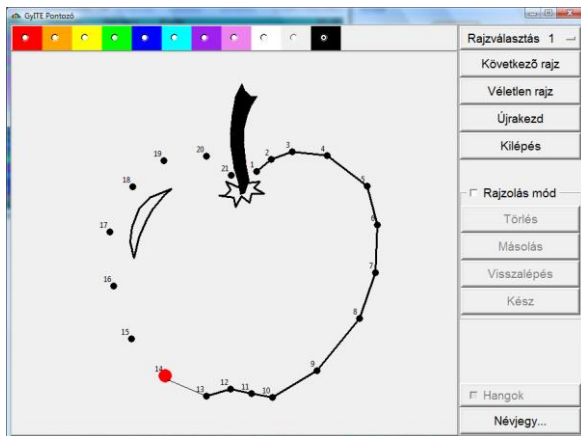 GyITE Pontozó
Rajzválasztás 1
Következõ rajz
Véletlen rajz
Újrakezd
Kilépés
Rajzolás mód
Törlés
Másolás
Visszalépés
Kész
Hangok
Névjegy...
1
2
3
4
5
6
7
8
9
10
11
12
13
14
15
16
17
18
19
20
21